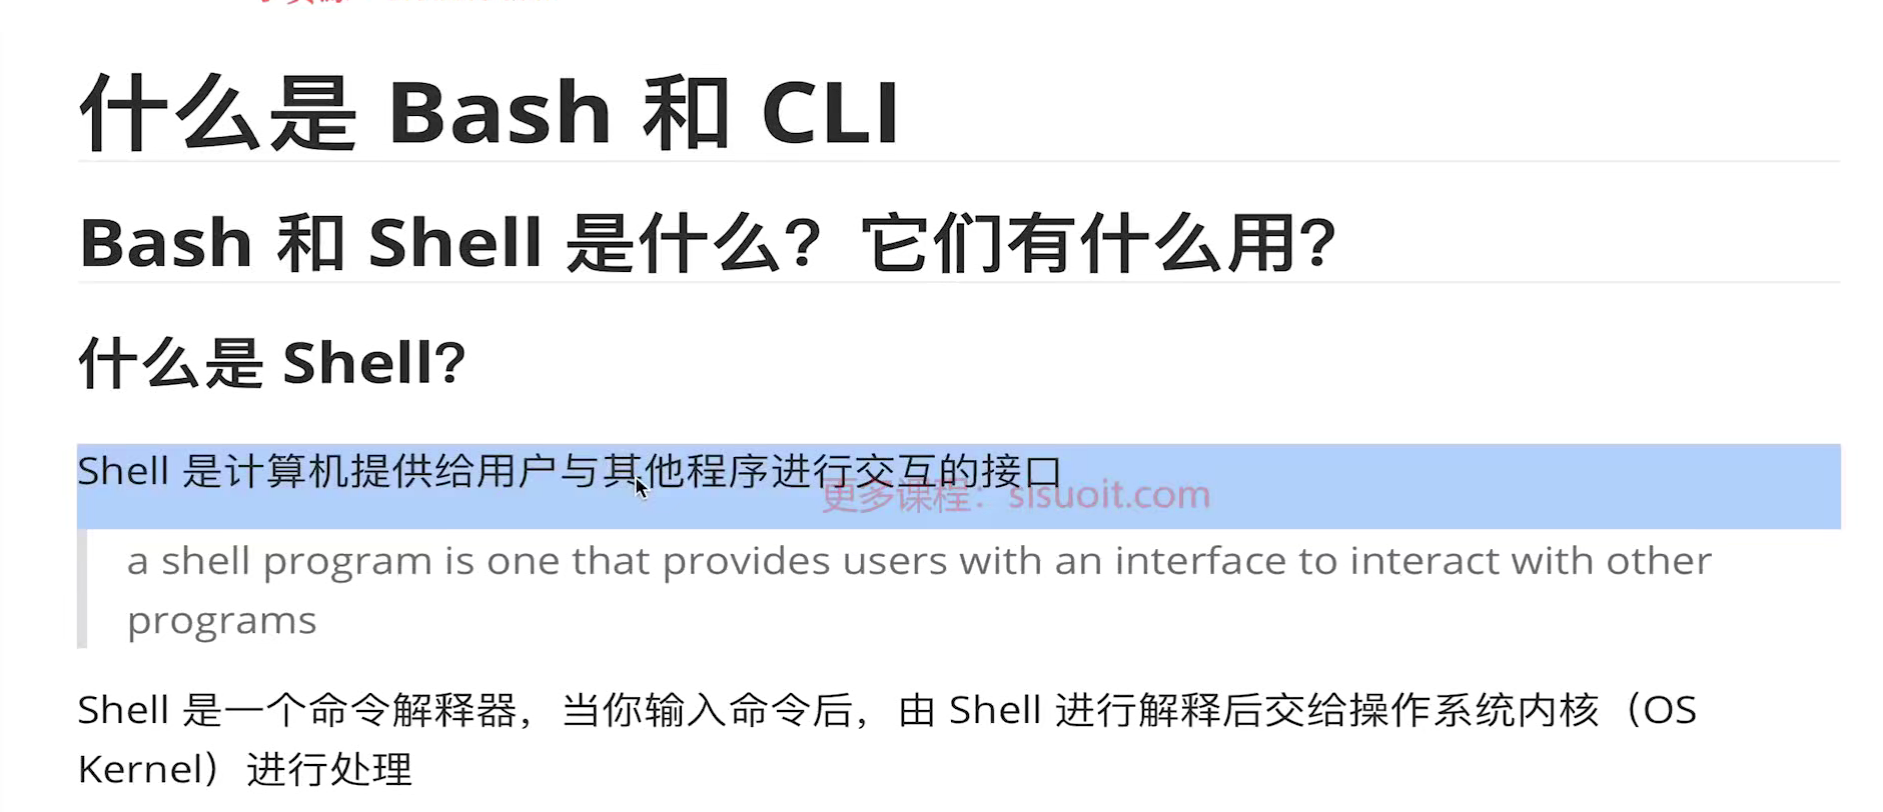 什么是 Bash 和 CLI
Bash 和 Shell 是什么？它们有什么用？
什么是 Shell？
Shell 是计算机提供给用户与其他程序进行交互的接口
更多课程：sisuoit.com
a shell program is one that provides users with an interface to interact with other
programs
Shell 是一个命令解释器，当你输入命令后，由 Shell 进行解释后交给操作系统内核（OS
Kernel）进行处理